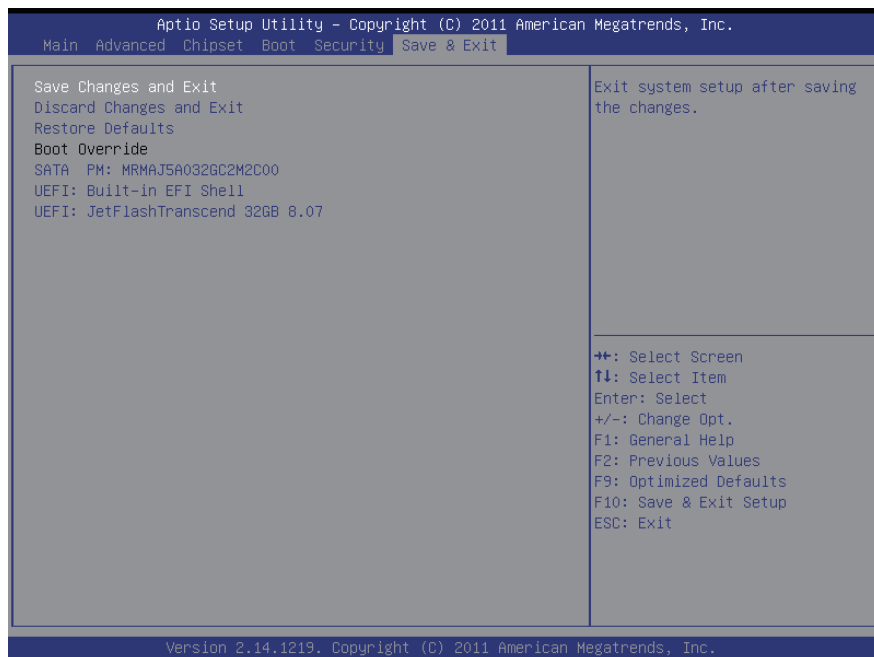 Aptio Setup Utility – Copyright (C) 2011 American Megatrends, Inc.
Main Advanced Chipset Boot Security Save & Exit
Save Changes and Exit
Discard Changes and Exit
Restore Defaults
Boot Override
SATA PM: MRMAJ5A032GC2M2C00
UEFI: Built-in EFI Shell
UEFI: JetFlashTranscend 32GB 8.07
Exit system setup after saving
the changes.
→←: Select Screen
↑↓: Select Item
Enter: Select
+/-: Change Opt.
F1: General Help
F2: Previous Values
F9: Optimized Defaults
F10: Save & Exit Setup
ESC: Exit
Version 2.14.1219. Copyright (C) 2011 American Megatrends, Inc.